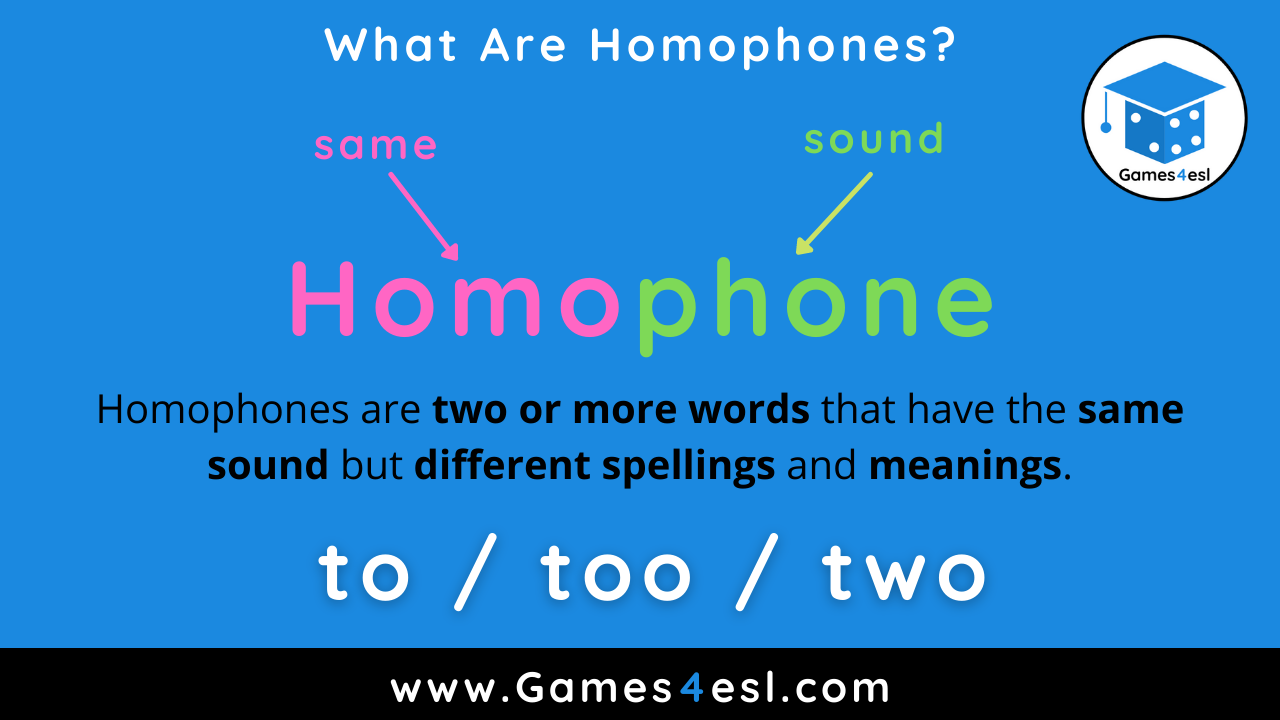 What Are Homophones?
same
sound
Games4esl
Homophone
Homophones are two or more words that have the same
sound but different spellings and meanings.
to / too / two
www.Games4esl.com